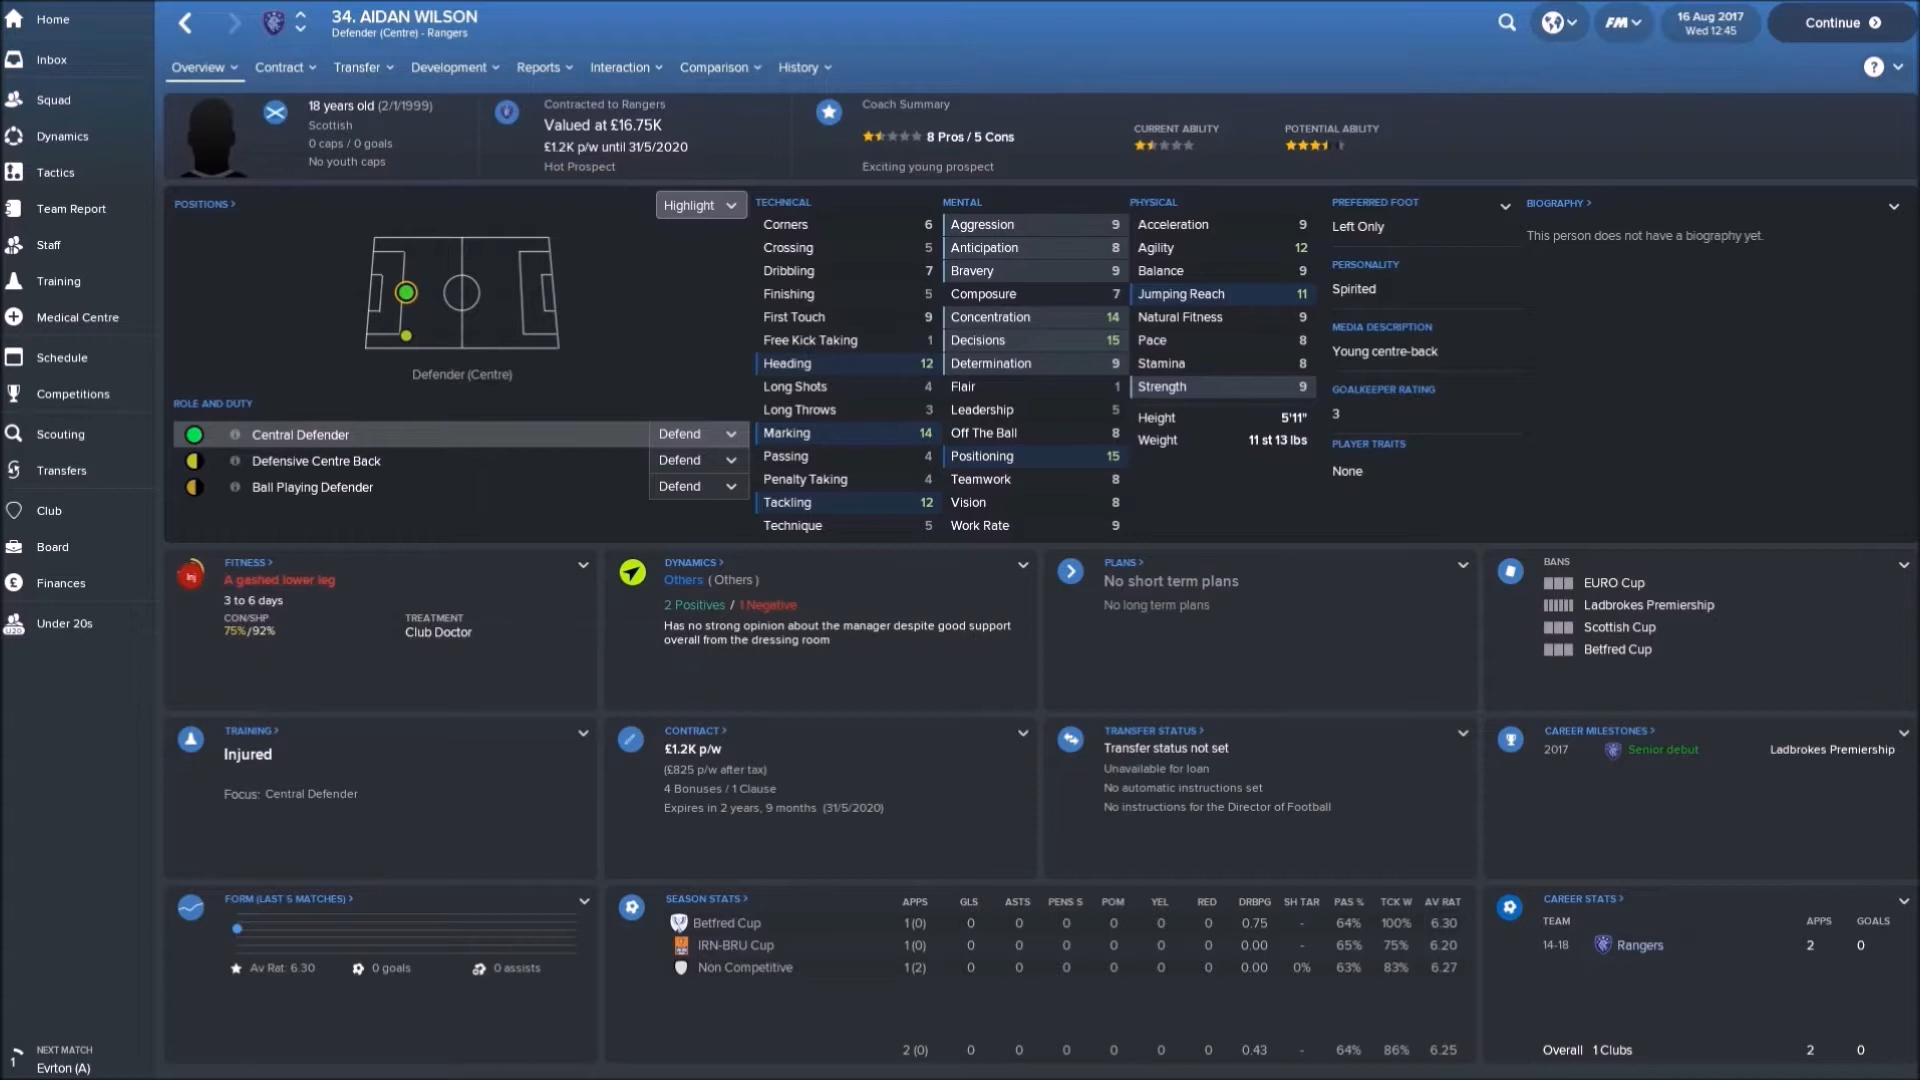 Home
Inbox
Squad
Dynamics
Tactics
Team Report
Staff
Training
Medical Centre
Schedule
Competitions
Scouting
Transfers
Club
Board
Finances
Under 20s
U20
NEXT MATCH
1
Evrton (A)
34. AIDAN WILSON
Defender (Centre) - Rangers
FM
16 Aug 2017
Wed 12:45
Continue
Overview
Contract
Transfer
Development
Reports
Interaction
Comparison
History
?
18 years old (2/1/1999)
Scottish
0 caps / 0 goals
No youth caps
Contracted to Rangers
Valued at £16.75K
£1.2K p/w until 31/5/2020
Hot Prospect
Coach Summary
8 Pros / 5 Cons
Exciting young prospect
CURRENT ABILITY
POTENTIAL ABILITY
POSITIONS >
Highlight
Defender (Centre)
ROLE AND DUTY
Central Defender Defend
Defensive Centre Back Defend
Ball Playing Defender Defend
TECHNICAL
Corners 6
Crossing 5
Dribbling 7
Finishing 5
First Touch 9
Free Kick Taking 1
Heading 12
Long Shots 4
Long Throws 3
Marking 14
Passing 4
Penalty Taking 4
Tackling 12
Technique 5
MENTAL
Aggression 9
Anticipation 8
Bravery 9
Composure 7
Concentration 14
Decisions 15
Determination 9
Flair 1
Leadership 5
Off The Ball 8
Positioning 15
Teamwork 8
Vision 8
Work Rate 9
PHYSICAL
Acceleration 9
Agility 12
Balance 9
Jumping Reach 11
Natural Fitness 9
Pace 8
Stamina 8
Strength 9
Height 5'11"
Weight 11 st 13 lbs
PREFERRED FOOT
Left Only
PERSONALITY
Spirited
MEDIA DESCRIPTION
Young centre-back
GOALKEEPER RATING
3
PLAYER TRAITS
None
BIOGRAPHY >
This person does not have a biography yet.
FITNESS >
Inj
A gashed lower leg
3 to 6 days
CON/SHP TREATMENT
75%/92% Club Doctor
DYNAMICS >
Others (Others)
2 Positives / 1 Negative
Has no strong opinion about the manager despite good support
overall from the dressing room
PLANS >
No short term plans
No long term plans
BANS
EURO Cup
Ladbrokes Premiership
Scottish Cup
Betfred Cup
TRAINING >
Injured
Focus: Central Defender
CONTRACT >
£1.2K p/w
(£825 p/w after tax)
4 Bonuses / 1 Clause
Expires in 2 years, 9 months (31/5/2020)
TRANSFER STATUS >
Transfer status not set
Unavailable for loan
No automatic instructions set
No instructions for the Director of Football
CAREER MILESTONES >
2017 Senior debut Ladbrokes Premiership
FORM (LAST 5 MATCHES) >
Av Rat: 6.30 0 goals 0 assists
SEASON STATS > APPS GLS ASTS PENS S POM YEL RED DRBPG SH TAR PAS % TCK W AV RAT
Betfred Cup 1 (0) 0 0 0 0 0 0 0.75 - 64% 100% 6.30
IRN-BRU Cup 1 (0) 0 0 0 0 0 0 0.00 - 65% 75% 6.20
Non Competitive 1 (2) 0 0 0 0 0 0 0.00 0% 63% 83% 6.27
2 (0) 0 0 0 0 0 0 0.43 - 64% 86% 6.25
CAREER STATS >
TEAM APPS GOALS
14-18 Rangers 2 0
Overall 1 Clubs 2 0